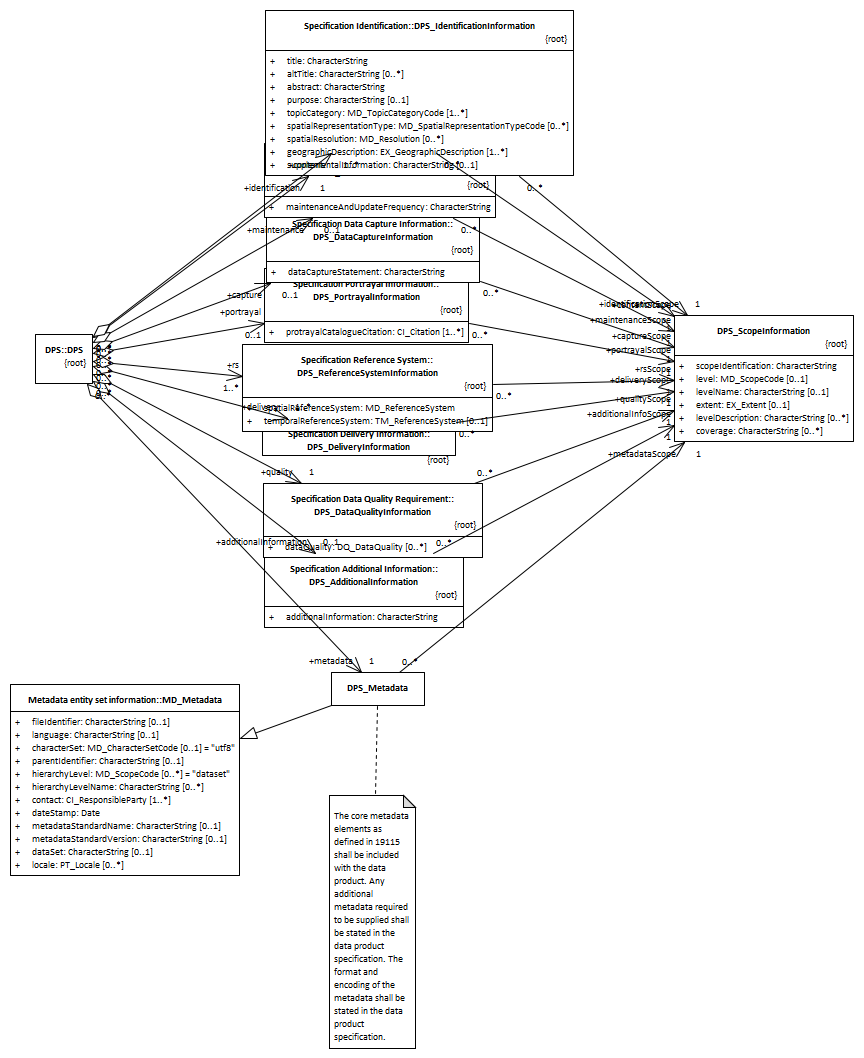 Specification Identification::DPS_IdentificationInformation
{root}
+ title: CharacterString
+ altTitle: CharacterString [0..*]
+ abstract: CharacterString
+ purpose: CharacterString [0..1]
+ topicCategory: MD_TopicCategoryCode [1..*]
+ spatialRepresentationType: MD_SpatialRepresentationTypeCode [0..*]
+ spatialResolution: MD_Resolution [0..*]
+ geographicDescription: EX_GeographicDescription [1..*]
+ supplementalInformation: CharacterString [0..1]
+identification 1
0..*
{root}
+ maintenanceAndUpdateFrequency: CharacterString
+maintenance 0..1
0..*
Specification Data Capture Information::
DPS_DataCaptureInformation
{root}
+ dataCaptureStatement: CharacterString
+capture 0..1
0..*
Specification Portrayal Information::
DPS_PortrayalInformation
{root}
+portrayal
0..1
+ protrayalCatalogueCitation: CI_Citation [1..*]
0..*
DPS::DPS
{root}
Specification Reference System::
DPS_ReferenceSystemInformation
{root}
+rs
1..*
0..*
+ spatialReferenceSystem: MD_ReferenceSystem
+ temporalReferenceSystem: TM_ReferenceSystem [0..1]
+delivery
Specification Delivery Information::
DPS_DeliveryInformation
{root}
0..*
+quality 1
0..*
Specification Data Quality Requirement::
DPS_DataQualityInformation
{root}
+ dataQuality: DQ_DataQuality [0..*]
+additionalInformation 0..1
0..*
Specification Additional Information::
DPS_AdditionalInformation
{root}
+ additionalInformation: CharacterString
+metadata 1
0..*
DPS_Metadata
+identificationScope 1
+maintenanceScope
+captureScope
+portrayalScope
+rsScope
+deliveryScope
+qualityScope
+additionalInfoScope
+metadataScope 1
DPS_ScopeInformation
{root}
+ scopeIdentification: CharacterString
+ level: MD_ScopeCode [0..1]
+ levelName: CharacterString [0..1]
+ extent: EX_Extent [0..1]
+ levelDescription: CharacterString [0..*]
+ coverage: CharacterString [0..*]
Metadata entity set information::MD_Metadata
+ fileIdentifier: CharacterString [0..1]
+ language: CharacterString [0..1]
+ characterSet: MD_CharacterSetCode [0..1] = "utf8"
+ parentIdentifier: CharacterString [0..1]
+ hierarchyLevel: MD_ScopeCode [0..*] = "dataset"
+ hierarchyLevelName: CharacterString [0..*]
+ contact: CI_ResponsibleParty [1..*]
+ dateStamp: Date
+ metadataStandardName: CharacterString [0..1]
+ metadataStandardVersion: CharacterString [0..1]
+ dataSet: CharacterString [0..1]
+ locale: PT_Locale [0..*]
The core metadata
elements as
defined in 19115
shall be included
with the data
product. Any
additional
metadata required
to be supplied shall
be stated in the
data product
specification. The
format and
encoding of the
metadata shall be
stated in the data
product
specification.